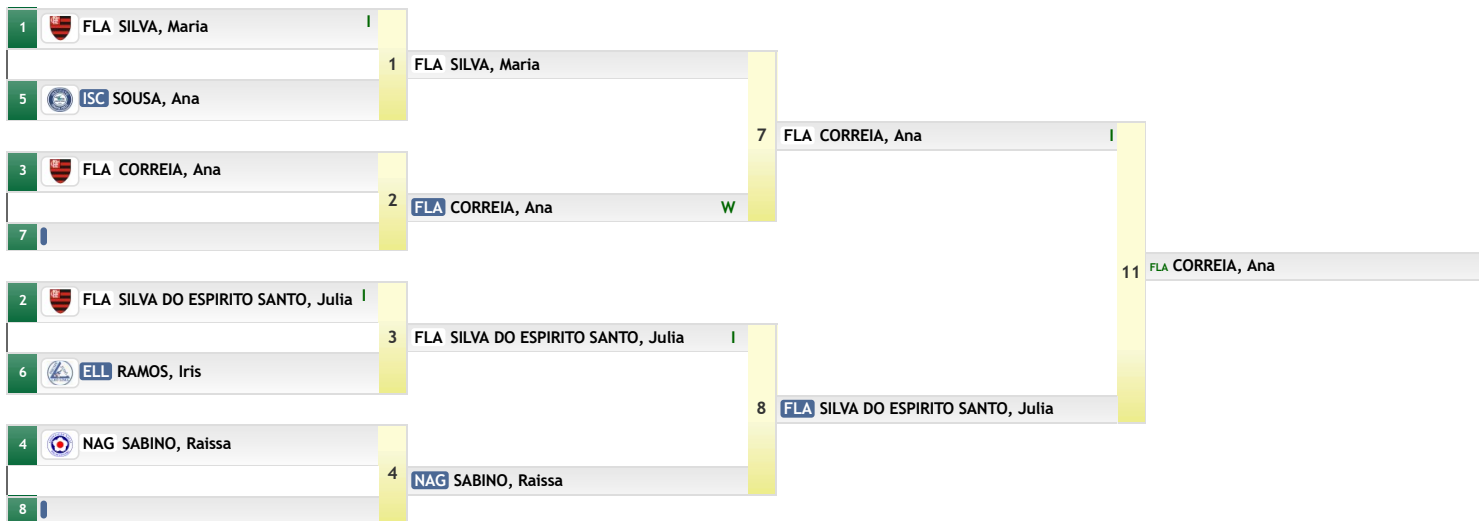 1 FLA SILVA, Maria I
5 ISC SOUSA, Ana
1 FLA SILVA, Maria
3 FLA CORREIA, Ana
7
2 FLA CORREIA, Ana W
7 FLA CORREIA, Ana I
2 FLA SILVA DO ESPIRITO SANTO, Julia I
6 ELL RAMOS, Iris
3 FLA SILVA DO ESPIRITO SANTO, Julia I
4 NAG SABINO, Raissa
8
4 NAG SABINO, Raissa
8 FLA SILVA DO ESPIRITO SANTO, Julia
11 FLA CORREIA, Ana